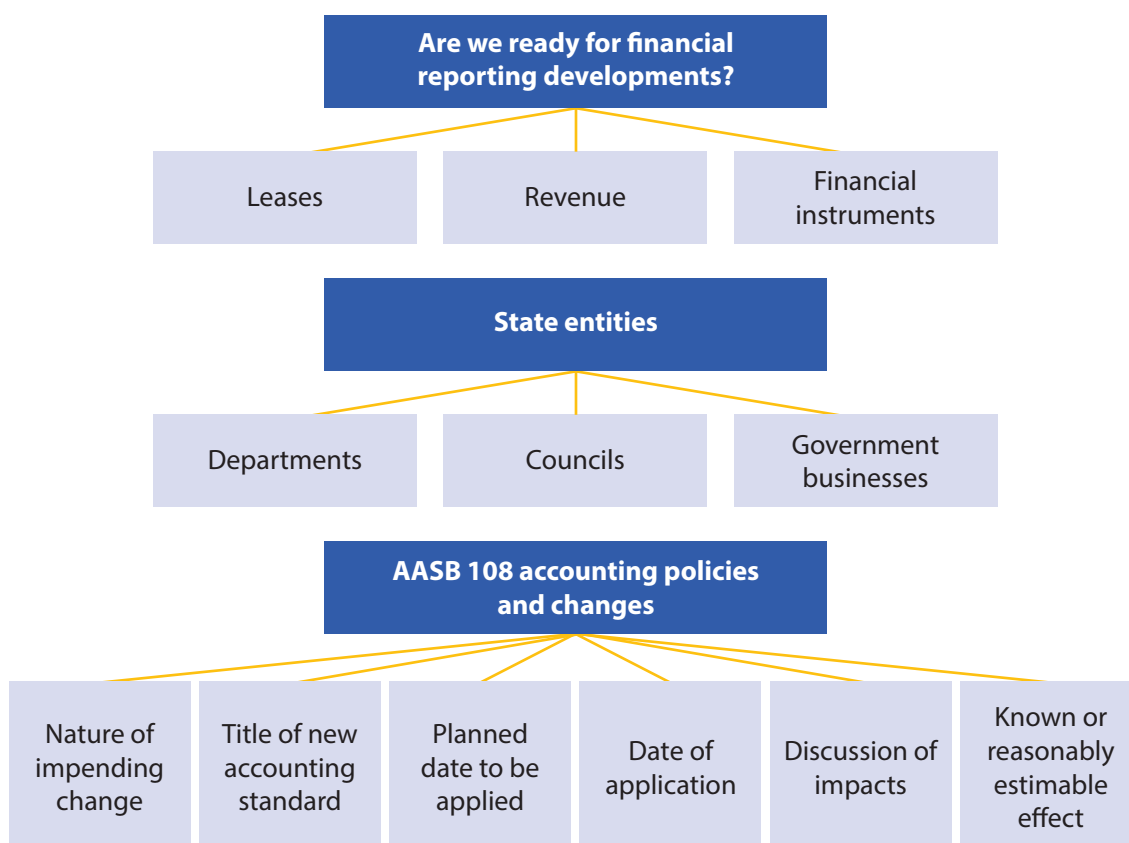 Are we ready for financial
reporting developments?
Leases
Revenue
Financial
instruments
State entities
Departments
Councils
Government
businesses
AASB 108 accounting policies
and changes
Nature of
impending
change
Title of new
accounting
standard
Planned
date to be
applied
Date of
application
Discussion of
impacts
Known or
reasonably
estimable
effect